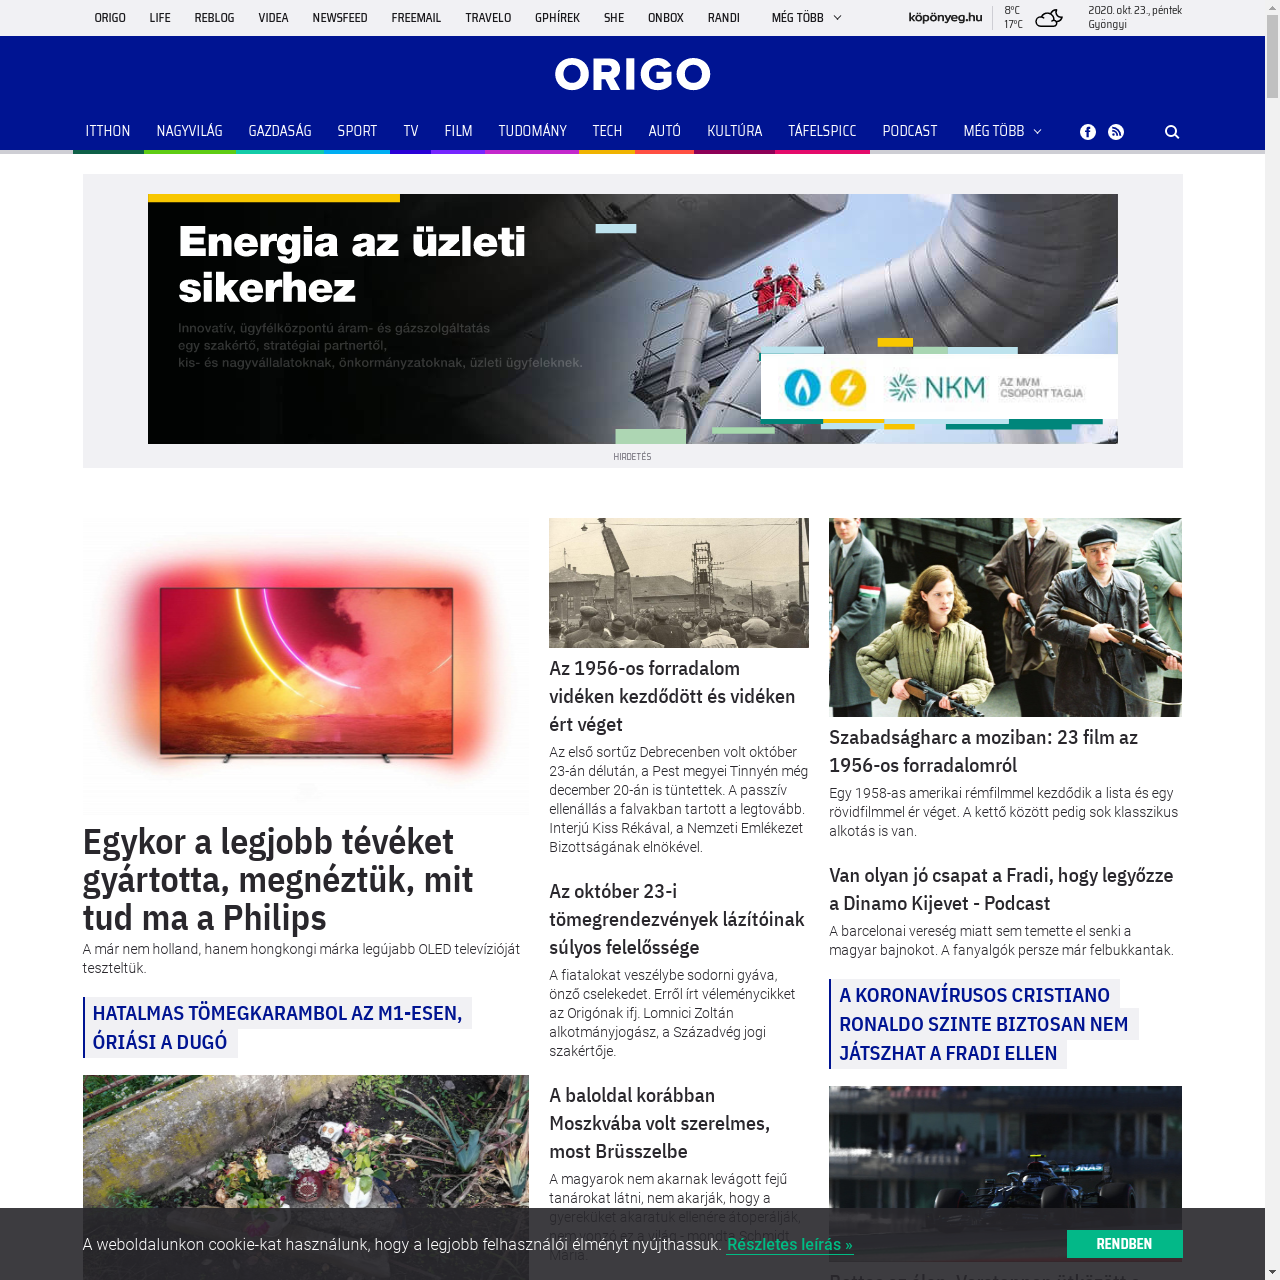 ORIGO LIFE REBLOG VIDEA NEWSFEED FREEMAIL TRAVELO GPHÍREK SHE ONBOX RANDI MÉG TÖBB
köpönyeg.hu
8°C
17°C
2020. okt. 23., péntek
Gyöngyi
ORIGO
ITTHON NAGYVILÁG GAZDASÁG SPORT TV FILM TUDOMÁNY TECH AUTÓ KULTÚRA TÁFELSPICC PODCAST MÉG TÖBB
Energia az üzleti
sikerhez
Innovatív, ügyfélközpontú áram- és gázszolgáltatás
egy szakértő, stratégiai partnertől,
kis- és nagyvállalatoknak, önkormányzatoknak, üzleti ügyfeleknek.
NKM
AZ MVM
CSOPORT TAGJA
HIRDETÉS
Egykor a legjobb tévéket
gyártotta, megnéztük, mit
tud ma a Philips
A már nem holland, hanem hongkongi márka legújabb OLED televízióját
teszteltük.
HATALMAS TÖMEGKARAMBOL AZ M1-ESEN,
ÓRIÁSI A DUGÓ
Az 1956-os forradalom
vidéken kezdődött és vidéken
ért véget
Az első sortűz Debrecenben volt október
23-án délután, a Pest megyei Tinnyén még
december 20-án is tüntettek. A passzív
ellenállás a falvakban tartott a legtovább.
Interjú Kiss Rékával, a Nemzeti Emlékezet
Bizottságának elnökével.
Az október 23-i
tömegrendezvények lázítóinak
súlyos felelőssége
A fiatalokat veszélybe sodorni gyáva,
önző cselekedet. Erről írt véleménycikket
az Origónak ifj. Lomnici Zoltán
alkotmányjogász, a Századvég jogi
szakértője.
A baloldal korábban
Moszkvába volt szerelmes,
most Brüsszelbe
A magyarok nem akarnak levágott fejű
tanárokat látni, nem akarják, hogy a
gyereküket akaratuk ellenére átoperálják,
Szabadságharc a moziban: 23 film az
1956-os forradalomról
Egy 1958-as amerikai rémfilmmel kezdődik a lista és egy
rövidfilmmel ér véget. A kettő között pedig sok klasszikus
alkotás is van.
Van olyan jó csapat a Fradi, hogy legyőzze
a Dinamo Kijevet - Podcast
A barcelonai vereség miatt sem temette el senki a
magyar bajnokot. A fanyalgók persze már felbukkantak.
A KORONAVÍRUSOS CRISTIANO
RONALDO SZINTE BIZTOSAN NEM
JÁTSZHAT A FRADI ELLEN
A weboldalunkon cookie-kat használunk, hogy a legjobb felhasználói élményt nyújthassuk. Részletes leírás »
RENDBEN